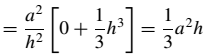 = a²/h² [0 + 1/3 h³] = 1/3 a²h